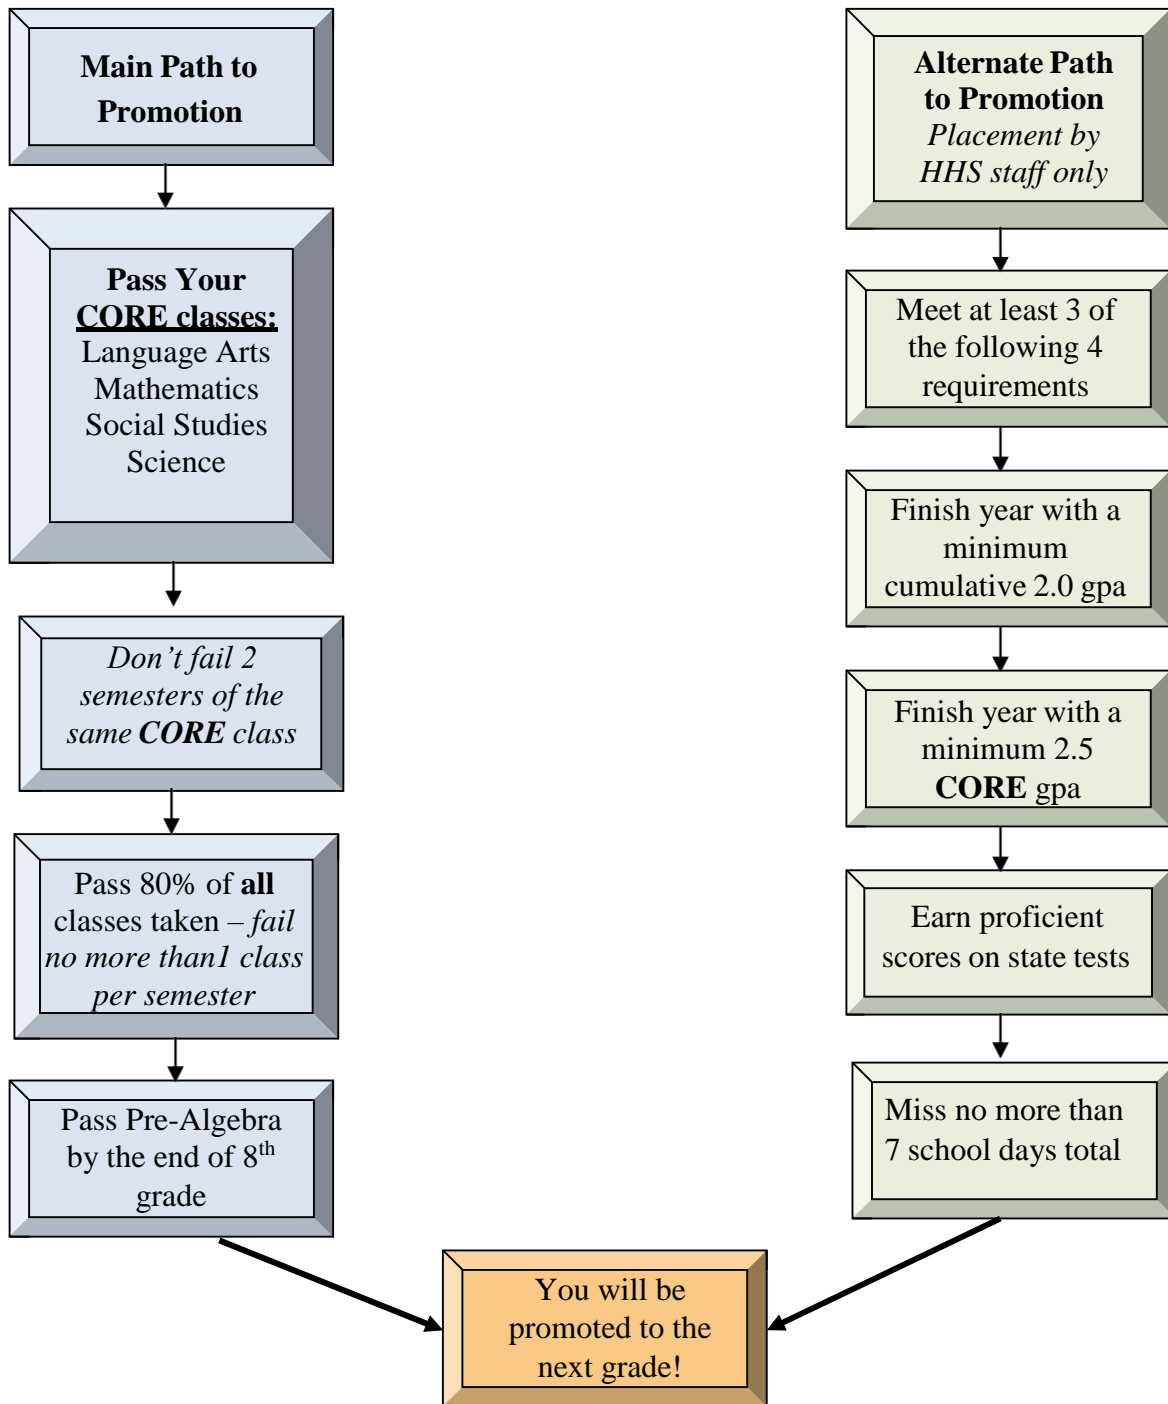 Main Path to
Promotion
Pass Your
CORE classes:
Language Arts
Mathematics
Social Studies
Science
Don’t fail 2
semesters of the
same CORE class
Pass 80% of all
classes taken – fail
no more than1 class
per semester
Pass Pre-Algebra
by the end of 8th
grade
Alternate Path
to Promotion
Placement by
HHS staff only
Meet at least 3 of
the following 4
requirements
Finish year with a
minimum
cumulative 2.0 gpa
Finish year with a
minimum 2.5
CORE gpa
Earn proficient
scores on state tests
Miss no more than
7 school days total
You will be
promoted to the
next grade!